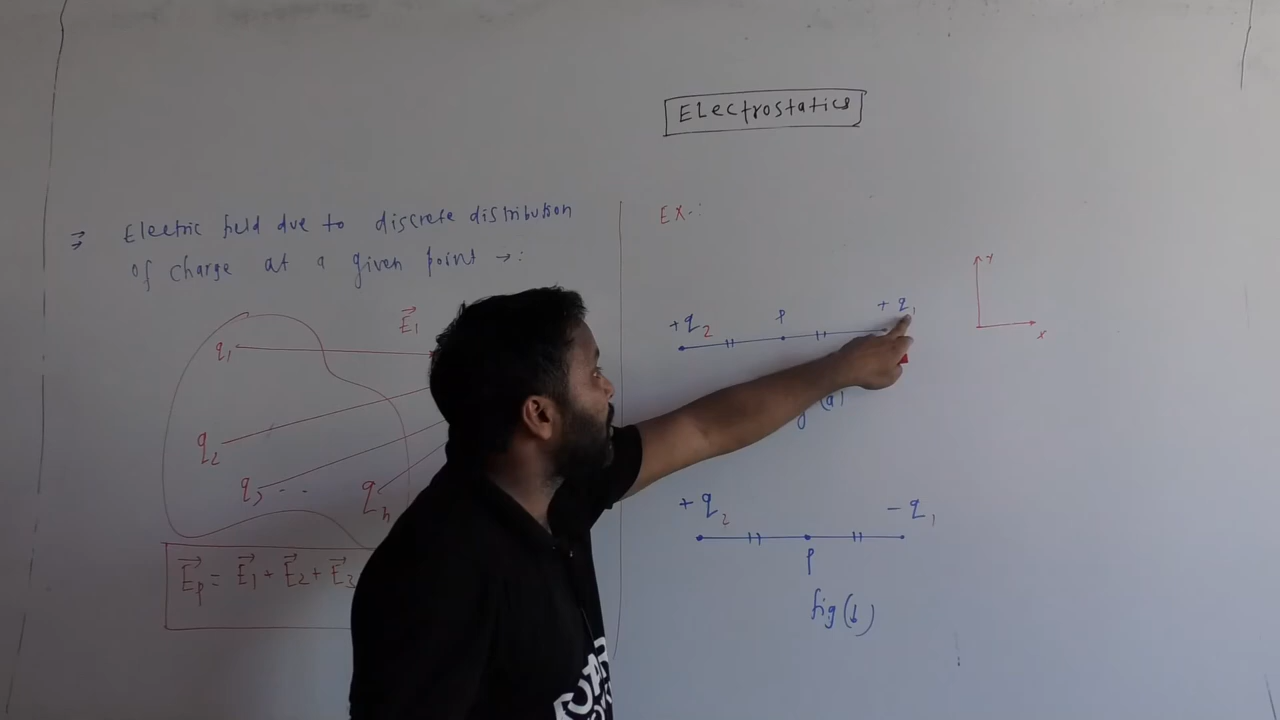 Electrostatics
⇒ Electric field due to discrete distribution
of charge at a given point →:
q1
E⃗1
q2
q3 ..
qn
E⃗p = E⃗1 + E⃗2 + E⃗3
EX-:
+q2 P +q1
(a)
Y
X
+q2 -q1
P
fig(b)